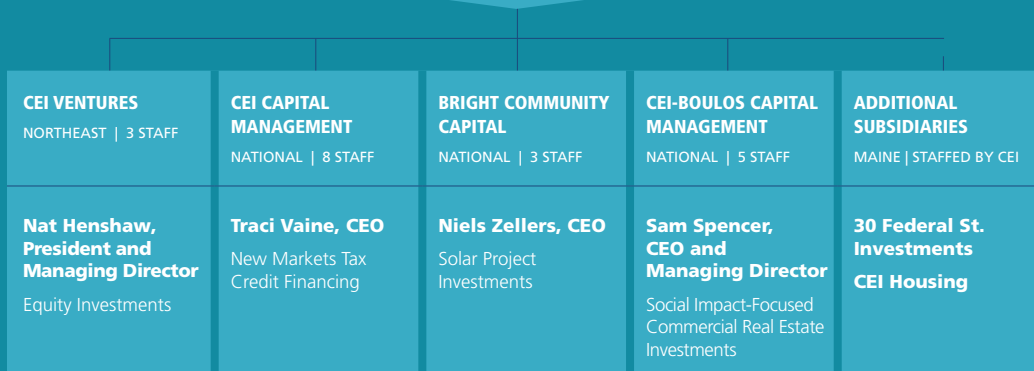 CEI VENTURES
NORTHEAST | 3 STAFF
Nat Henshaw,
President and
Managing Director
Equity Investments
CEI CAPITAL
MANAGEMENT
NATIONAL | 8 STAFF
Traci Vaine, CEO
New Markets Tax
Credit Financing
BRIGHT COMMUNITY
CAPITAL
NATIONAL | 3 STAFF
Niels Zellers, CEO
Solar Project
Investments
CEI-BOULOS CAPITAL
MANAGEMENT
NATIONAL | 5 STAFF
Sam Spencer,
CEO and
Managing Director
Social Impact-Focused
Commercial Real Estate
Investments
ADDITIONAL
SUBSIDIARIES
MAINE | STAFFED BY CEI
30 Federal St.
Investments
CEI Housing